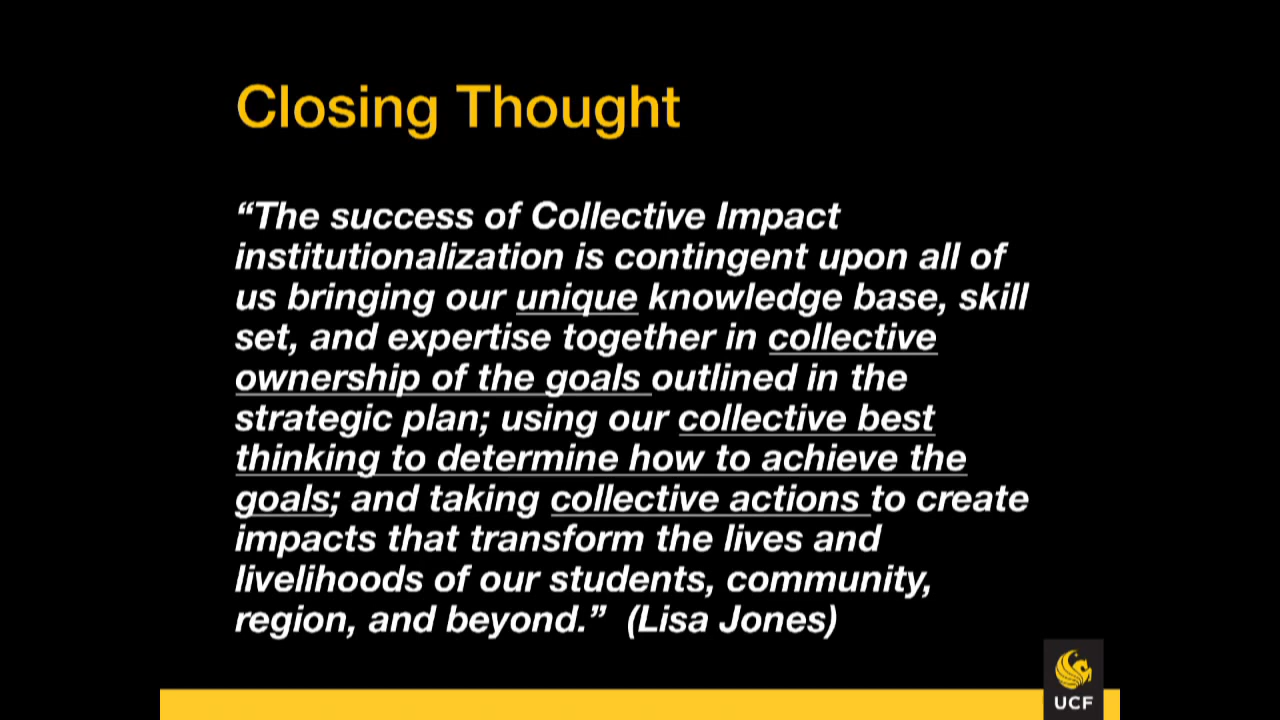 Closing Thought
“The success of Collective Impact
institutionalization is contingent upon all of
us bringing our unique knowledge base, skill
set, and expertise together in collective
ownership of the goals outlined in the
strategic plan; using our collective best
thinking to determine how to achieve the
goals; and taking collective actions to create
impacts that transform the lives and
livelihoods of our students, community,
region, and beyond.”  (Lisa Jones)
UCF